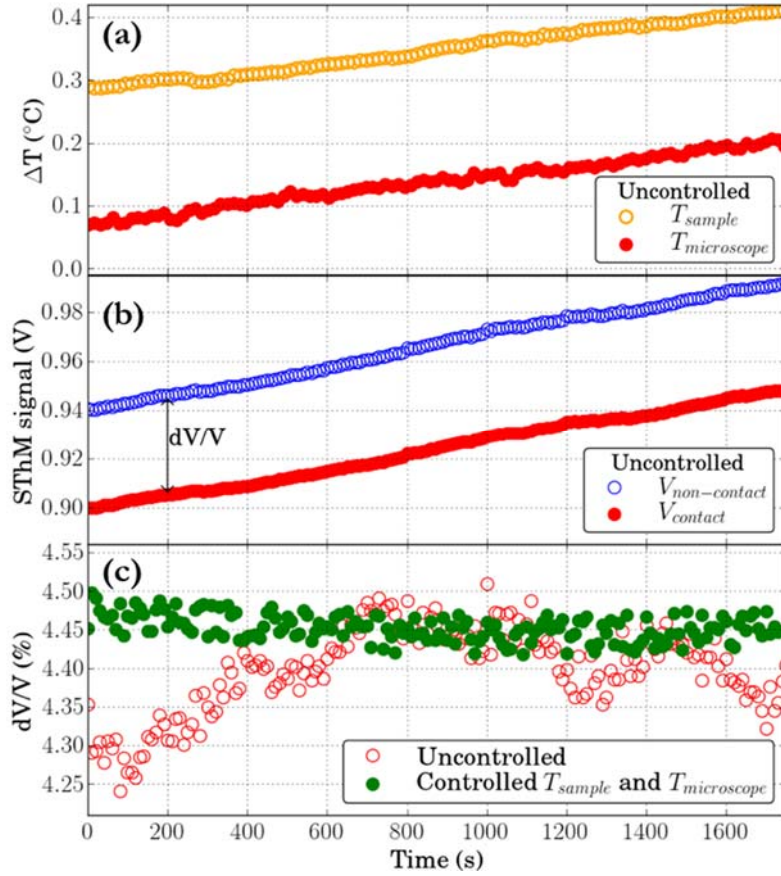 (a)
0.4
0.3
0.2
0.1
0.0
ΔT (°C)
Uncontrolled
T_sample
T_microscope
(b)
0.98
0.96
0.94
0.92
0.90
SThM signal (V)
dV/V
Uncontrolled
V_non−contact
V_contact
(c)
4.55
4.50
4.45
4.40
4.35
4.30
4.25
dV/V (%)
Uncontrolled
Controlled T_sample and T_microscope
0 200 400 600 800 1000 1200 1400 1600
Time (s)